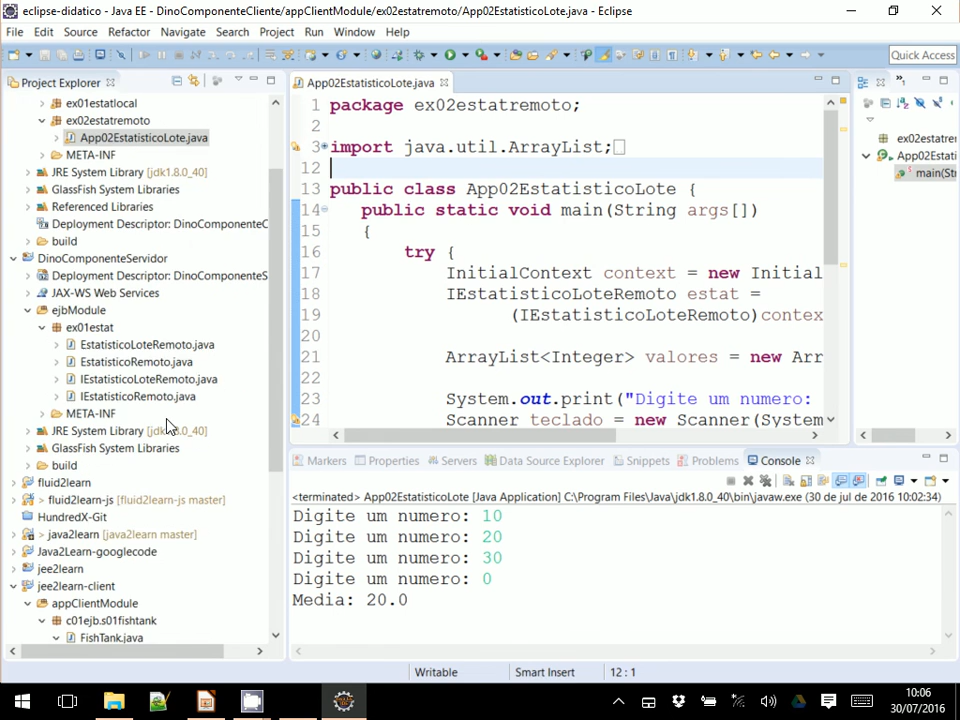 eclipse-didatico - Java EE - DinoComponenteCliente/appClientModule/ex02estatremoto/App02EstatisticoLote.java - Eclipse
File Edit Source Refactor Navigate Search Project Run Window Help
Quick Access
Project Explorer
ex01estatlocal
ex02estatremoto
App02EstatisticoLote.java
META-INF
JRE System Library [jdk1.8.0_40]
GlassFish System Libraries
Referenced Libraries
Deployment Descriptor: DinoComponenteC
build
DinoComponenteServidor
Deployment Descriptor: DinoComponenteS
JAX-WS Web Services
ejbModule
ex01estat
EstatisticoLoteRemoto.java
EstatisticoRemoto.java
IEstatisticoLoteRemoto.java
IEstatisticoRemoto.java
META-INF
JRE System Library [jdk1.8.0_40]
GlassFish System Libraries
build
fluid2learn
> fluid2learn-js [fluid2learn-js master]
HundredX-Git
> java2learn [java2learn master]
Java2Learn-googlecode
jee2learn
jee2learn-client
appClientModule
c01ejb.s01fishtank
FishTank.java
App02EstatisticoLote.java
1 package ex02estatremoto;
2
3 import java.util.ArrayList;
12
13 public class App02EstatisticoLote {
14 public static void main(String args[])
15 {
16 try {
17 InitialContext context = new Initial
18 IEstatisticoLoteRemoto estat =
19 (IEstatisticoLoteRemoto)contex
20
21 ArrayList<Integer> valores = new Arr
22
23 System.out.print("Digite um numero:
24 Scanner teclado = new Scanner(System
ex02estatre
App02Estati
main(Str
Markers Properties Servers Data Source Explorer Snippets Problems Console
<terminated> App02EstatisticoLote [Java Application] C:\Program Files\Java\jdk1.8.0_40\bin\javaw.exe (30 de jul de 2016 10:02:34)
Digite um numero: 10
Digite um numero: 20
Digite um numero: 30
Digite um numero: 0
Media: 20.0
Writable Smart Insert 12 : 1
10:06
30/07/2016